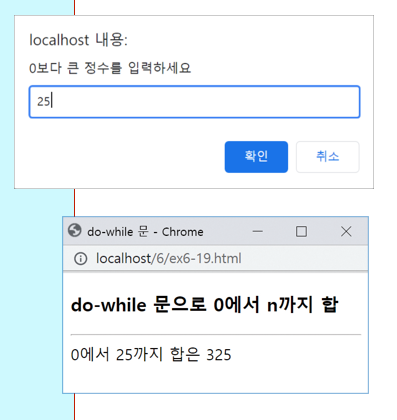 localhost 내용:
0보다 큰 정수를 입력하세요
25
확인 취소
do-while 문 - Chrome
localhost/6/ex6-19.html
do-while 문으로 0에서 n까지 합
0에서 25까지 합은 325